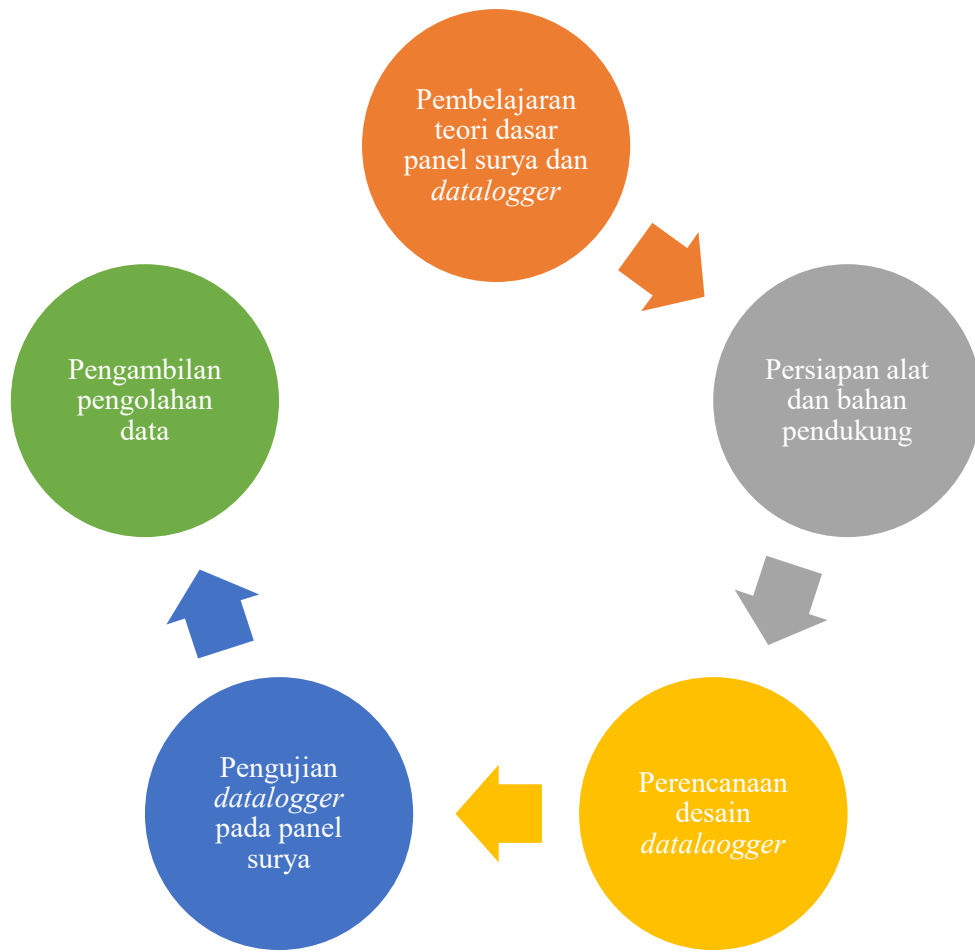 Pembelajaran
teori dasar
panel surya dan
datalogger
Persiapan alat
dan bahan
pendukung
Perencanaan
desain
datalaogger
Pengujian
datalogger
pada panel
surya
Pengambilan
pengolahan
data